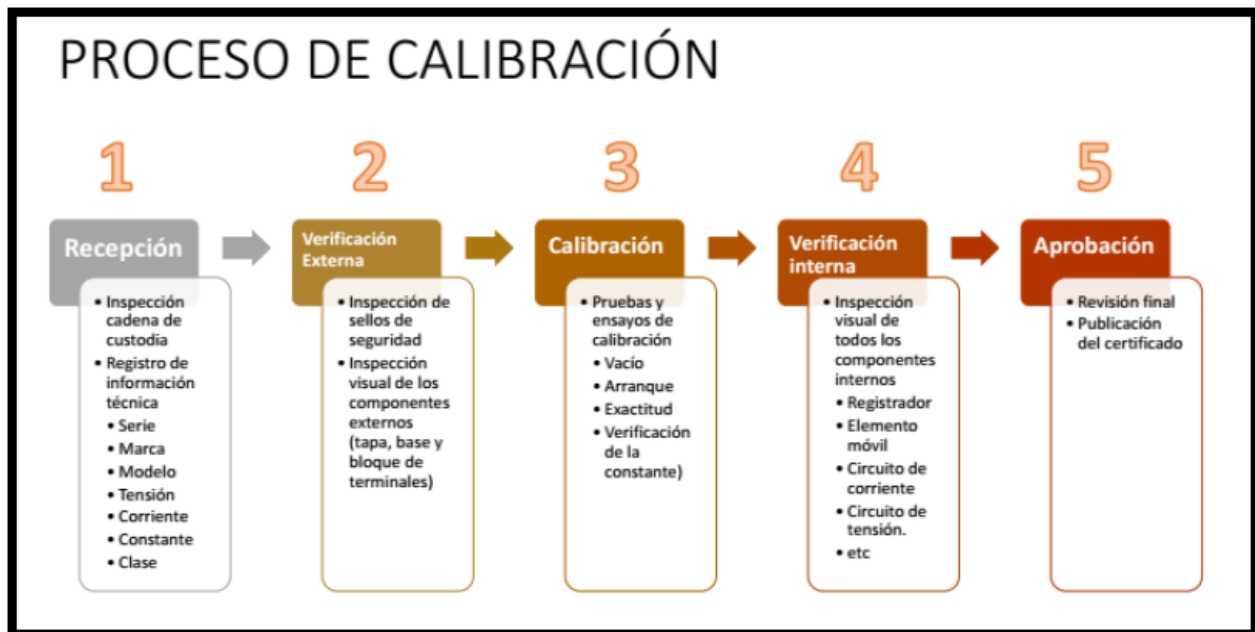 PROCESO DE CALIBRACIÓN
1
Recepción
• Inspección
cadena de
custodia
• Registro de
información
técnica
• Serie
• Marca
• Modelo
• Tensión
• Corriente
• Constante
• Clase
2
Verificación
Externa
• Inspección de
sellos de
seguridad
• Inspección
visual de los
componentes
externos
(tapa, base y
bloque de
terminales)
3
Calibración
• Pruebas y
ensayos de
calibración
• Vacío
• Arranque
• Exactitud
• Verificación
de la
constante)
4
Verificación
interna
• Inspección
visual de
todos los
componentes
internos
• Registrador
• Elemento
móvil
• Circuito de
corriente
• Circuito de
tensión.
• etc
5
Aprobación
• Revisión final
• Publicación
del certificado